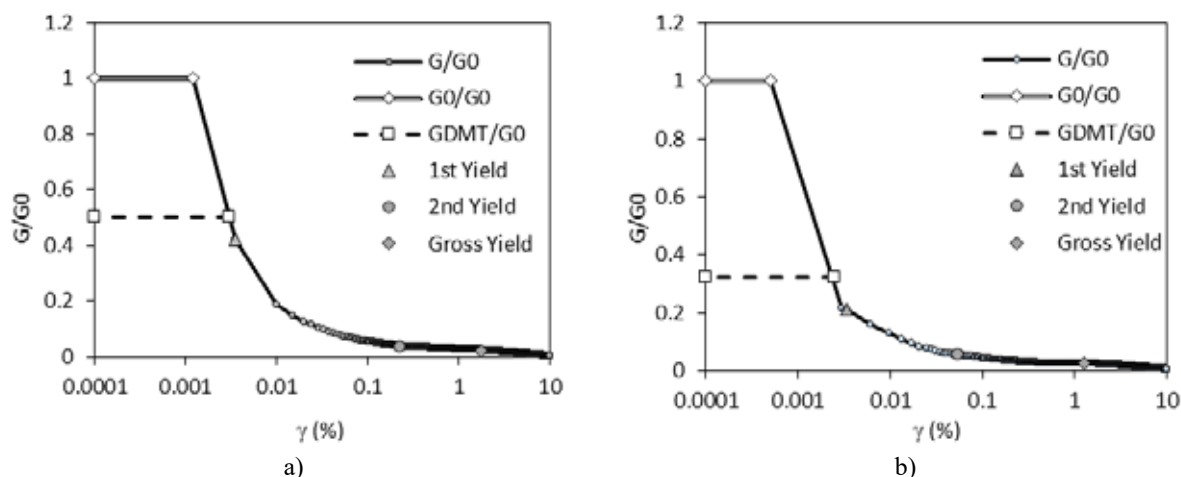 1.2
1
0.8
0.6
0.4
0.2
0
G/G0
0.0001 0.001 0.01 0.1 1 10
γ (%)
G/G0
G0/G0
GDMT/G0
1st Yield
2nd Yield
Gross Yield
a)
1.2
1
0.8
0.6
0.4
0.2
0
G/G0
0.0001 0.001 0.01 0.1 1 10
γ (%)
G/G0
G0/G0
GDMT/G0
1st Yield
2nd Yield
Gross Yield
b)